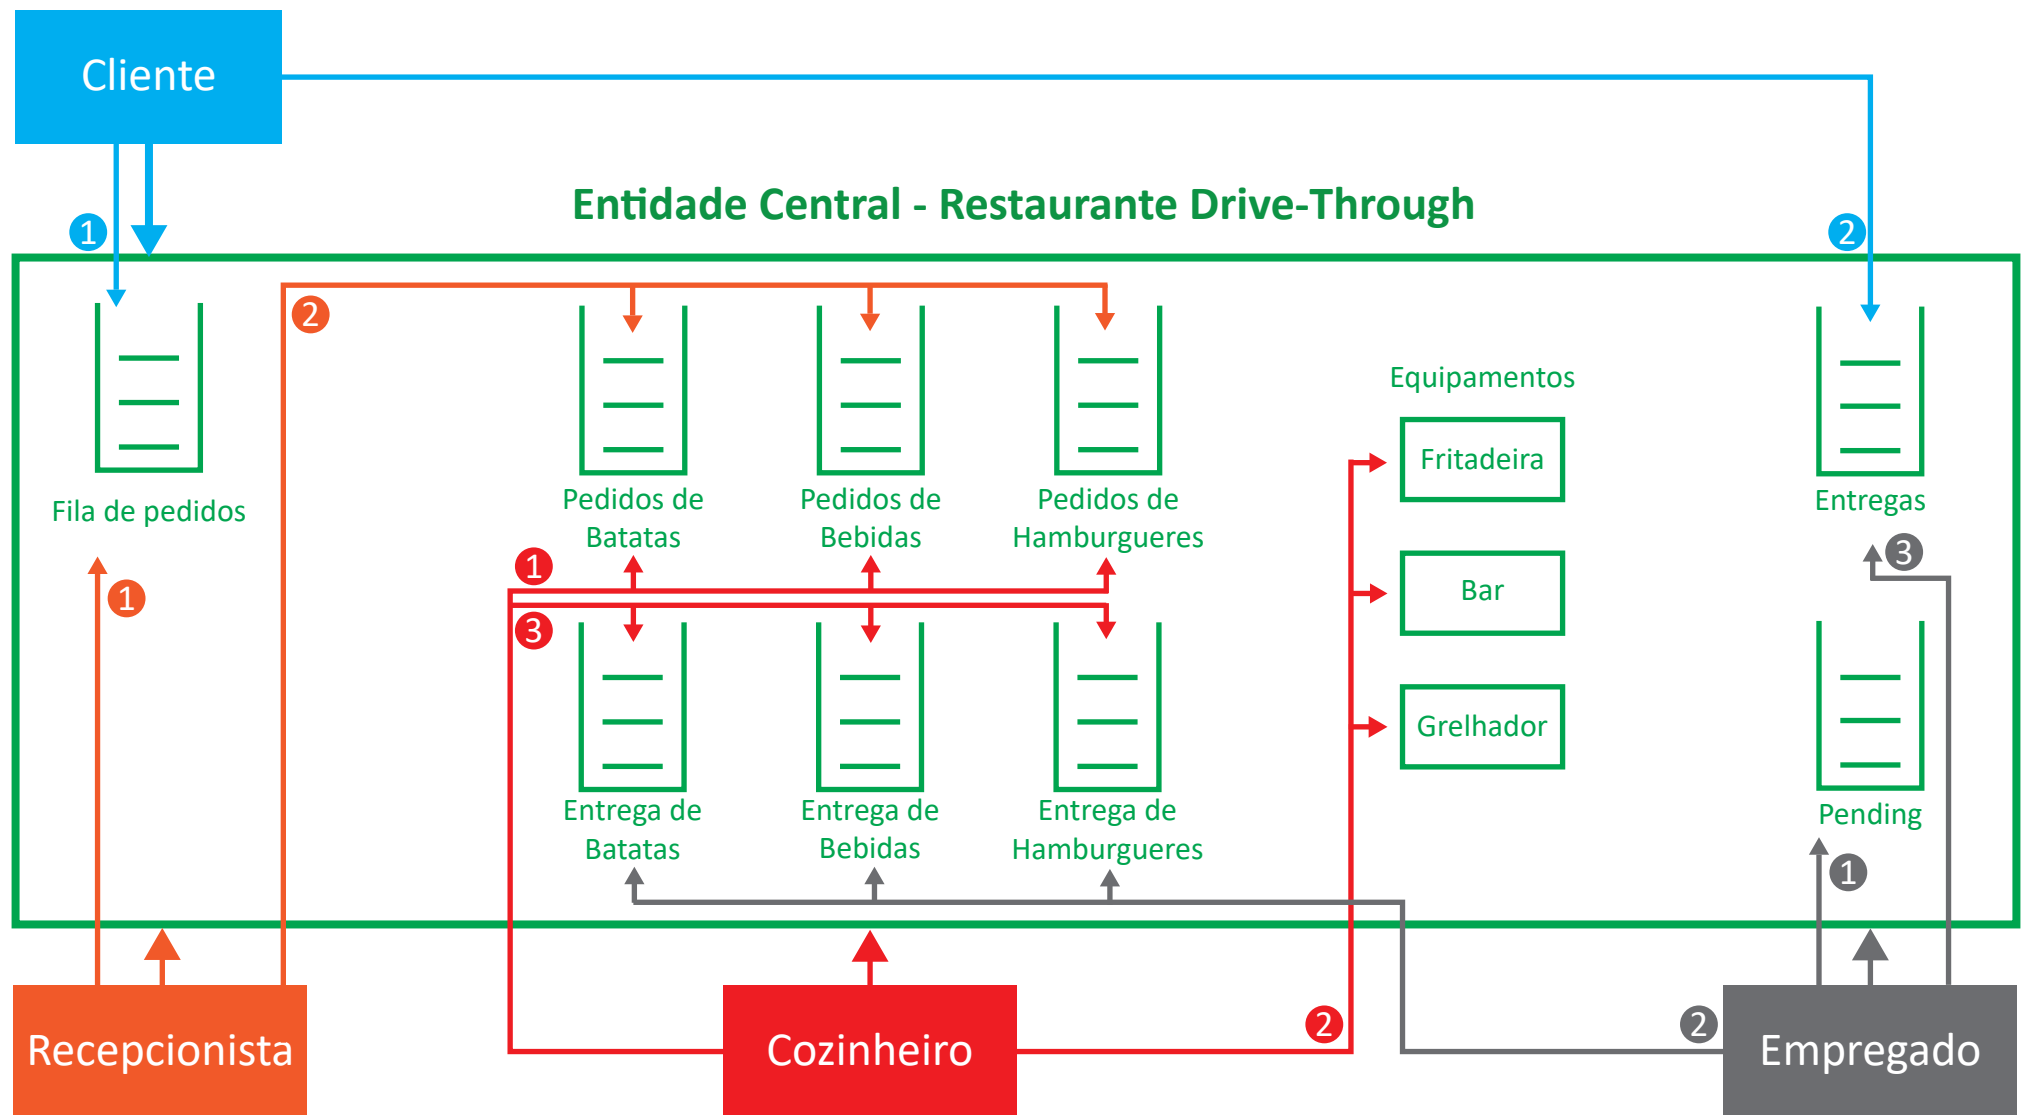 Cliente
Entidade Central - Restaurante Drive-Through
1
2
2
Equipamentos
Fritadeira
Bar
Grelhador
Fila de pedidos
Pedidos de
Batatas
Pedidos de
Bebidas
Pedidos de
Hamburgueres
Entregas
1
1
3
3
Entrega de
Batatas
Entrega de
Bebidas
Entrega de
Hamburgueres
Pending
1
2
2
Recepcionista
Cozinheiro
Empregado